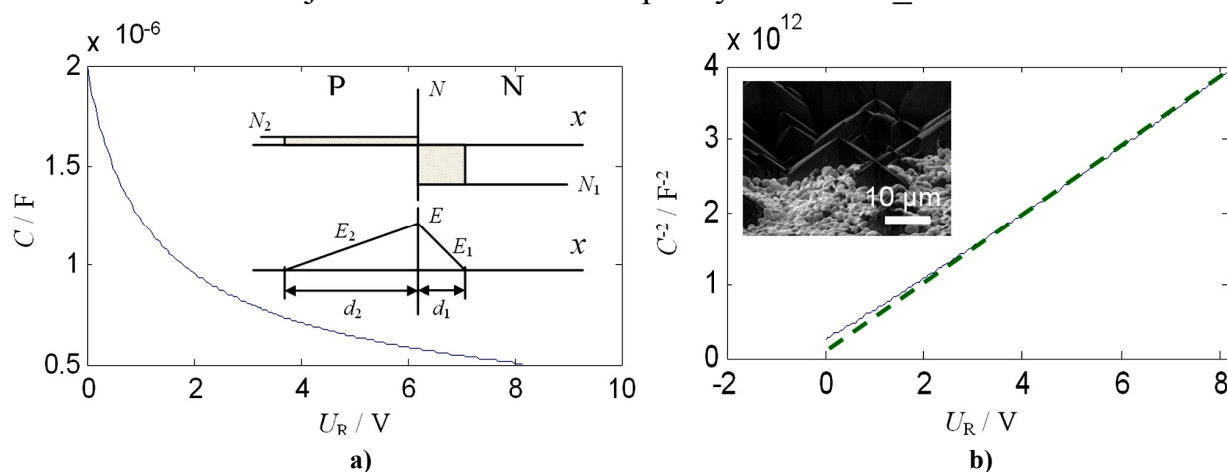 x 10^-6
C / F
2
1.5
1
0.5
0
2
4
6
8
10
U_R / V
P
N
N
N_2
x
N_1
E
E_2
E_1
x
d_2
d_1
a)
x 10^12
C^-2 / F^-2
4
3
2
1
0
-2
0
2
4
6
8
U_R / V
10 µm
b)